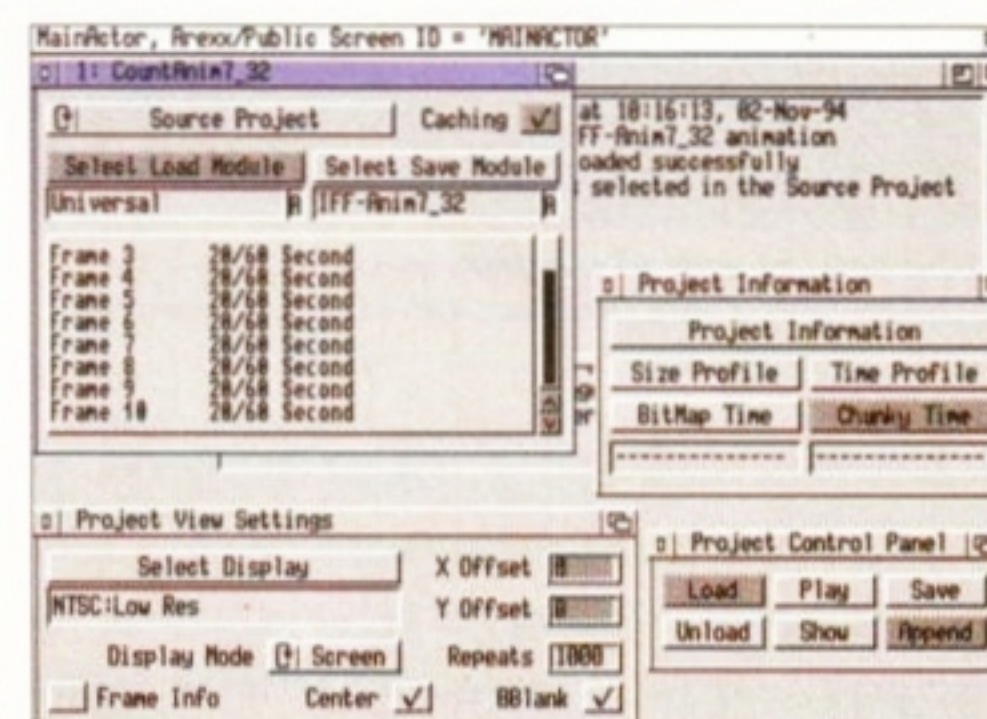 MainActor, Arexx/Public Screen ID = 'MAINACTOR'
1: CountAnim7_32
Source Project
Caching
Select Load Module
Select Save Module
Universal
IFF-Anim7_32
Frame 3 20/60 Second
Frame 4 20/60 Second
Frame 5 20/60 Second
Frame 6 20/60 Second
Frame 7 20/60 Second
Frame 8 20/60 Second
Frame 9 20/60 Second
Frame 10 20/60 Second
at 10:16:13, 02-Nov-94
FF-Anim7_32 animation
oaded successfully
selected in the Source Project
Project Information
Project Information
Size Profile
Time Profile
BitMap Time
Chunky Time
--------------
--------------
Project View Settings
Select Display
NTSC:Low Res
X Offset 0
Y Offset 0
Display Mode
Screen
Repeats 1000
Frame Info
Center
BBlank
Project Control Panel
Load
Play
Save
Unload
Show
Append